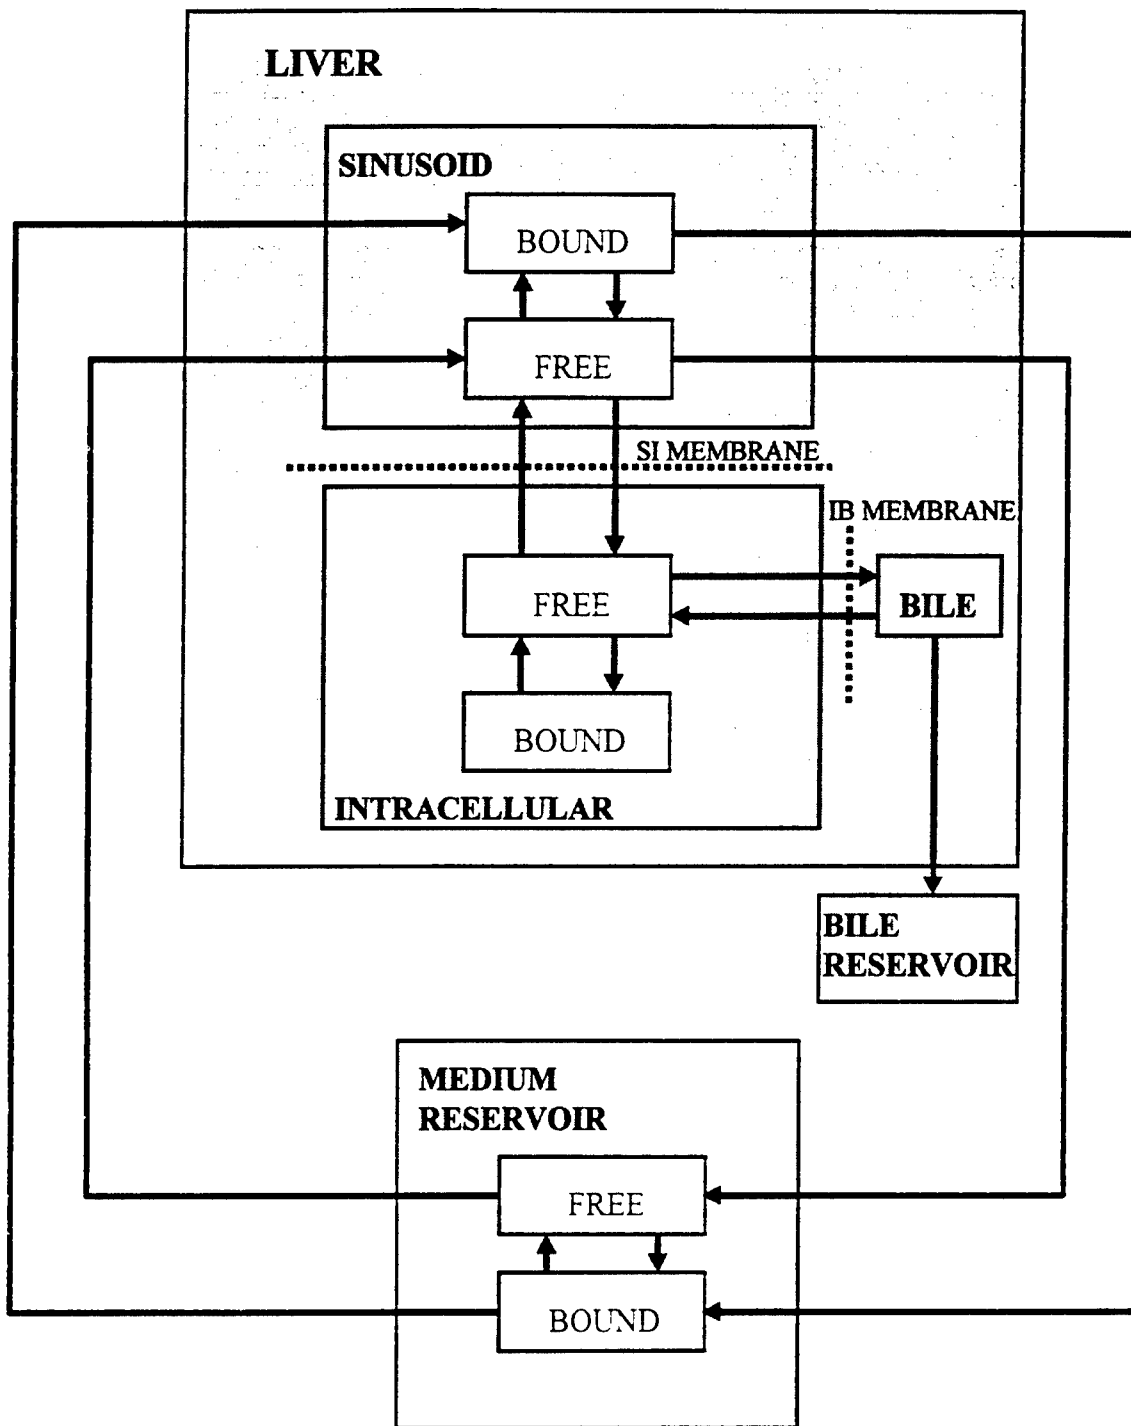 LIVER
SINUSOID
BOUND
FREE
SI MEMBRANE
IB MEMBRANE
FREE
BILE
BOUND
INTRACELLULAR
BILE
RESERVOIR
MEDIUM
RESERVOIR
FREE
BOUND